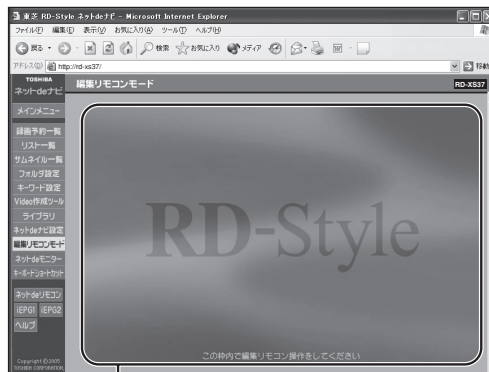 東芝 RD-Style ネットdeナビ - Microsoft Internet Explorer
ファイル(F) 編集(E) 表示(V) お気に入り(A) ツール(T) ヘルプ(H)
戻る 検索 お気に入り メディア
アドレス(D) http://rd-xs37/ 移動
TOSHIBA
ネットdeナビ
編集リモコンモード
RD-XS37
メインメニュー
録画予約一覧
リスト一覧
サムネイル一覧
フォルダ設定
キーワード設定
Video作成ツール
ライブラリ
ネットdeナビ設定
編集リモコンモード
ネットdeモニター
キーボードショートカット
ネットdeリモコン
iEPG1 iEPG2
ヘルプ
RD-Style
この枠内で編集リモコン操作をしてください
Copyright ©2005
TOSHIBA CORPORATION,